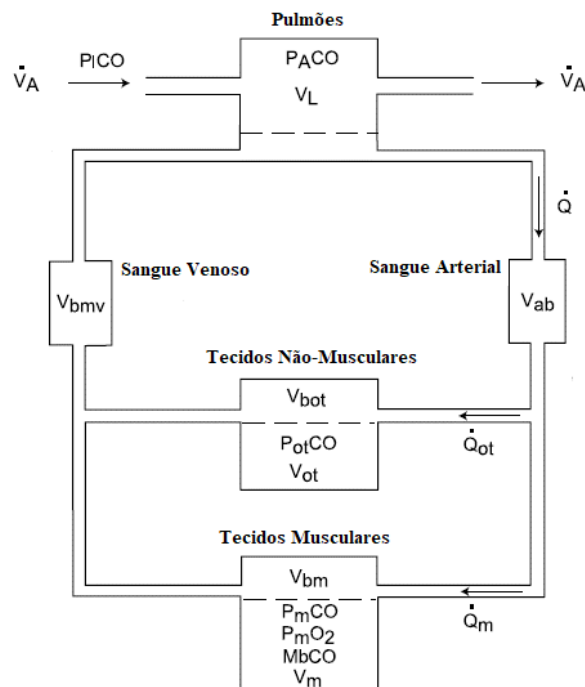 Pulmões
V̇A PICO PACO V̇A
VL
Q̇
Sangue Venoso Sangue Arterial
Vbmv Vab
Tecidos Não-Musculares
Vbot
PotCO
Q̇ot
Vot
Tecidos Musculares
Vbm
PmCO
Q̇m
PmO2
MbCO
Vm